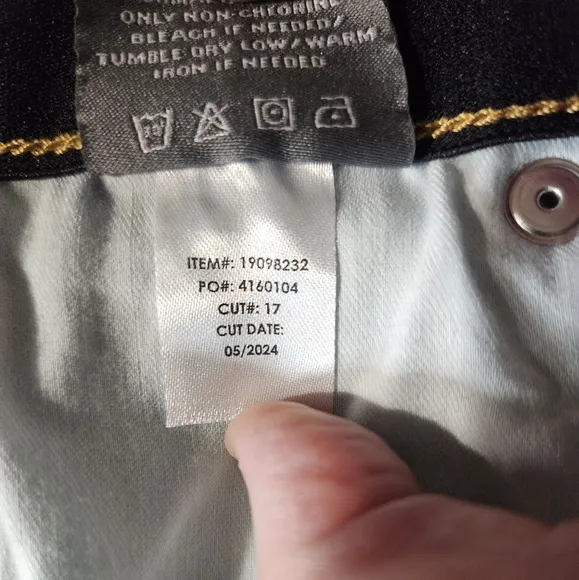 ONLY NON-CHLORINE
BLEACH IF NEEDED/
TUMBLE DRY LOW/WARM
IRON IF NEEDED
ITEM#: 19098232
PO#: 4160104
CUT#: 17
CUT DATE:
05/2024